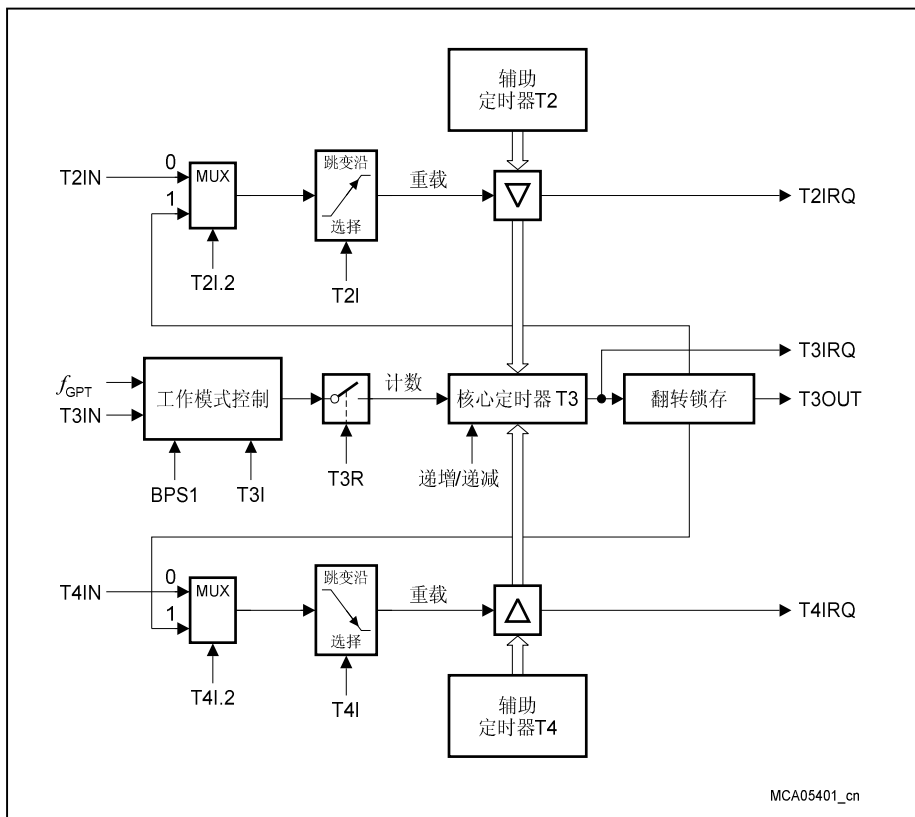 辅助
定时器T2
T2IN
0
1
MUX
跳变沿
选择
重载
T2IRQ
T2I.2
T2I
T3IRQ
fGPT
T3IN
工作模式控制
计数
核心定时器 T3
翻转锁存
T3OUT
BPS1
T3I
T3R
递增/递减
T4IN
0
1
MUX
跳变沿
选择
重载
T4IRQ
T4I.2
T4I
辅助
定时器T4
MCA05401_cn